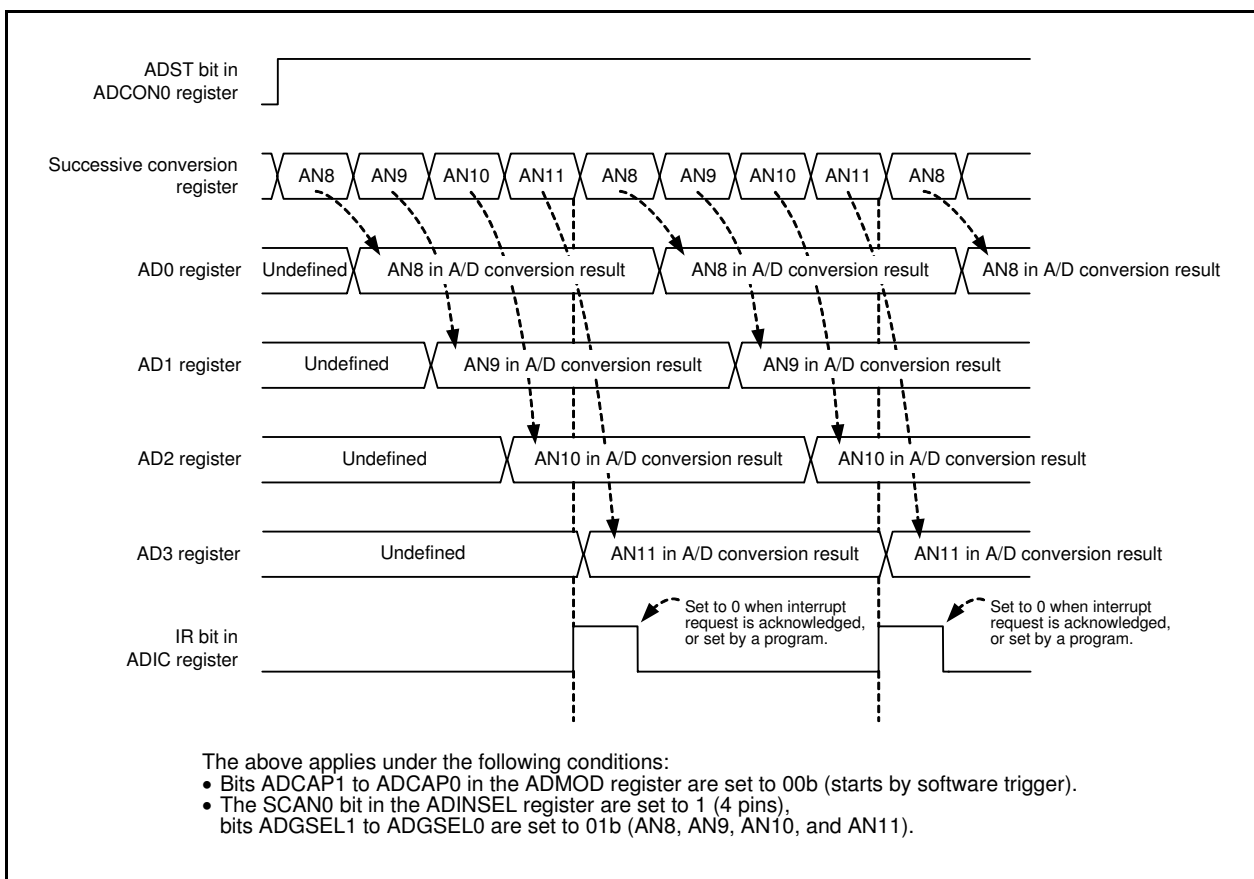 ADST bit in
ADCON0 register
Successive conversion
register
AN8 AN9 AN10 AN11 AN8 AN9 AN10 AN11 AN8
AD0 register
Undefined AN8 in A/D conversion result AN8 in A/D conversion result AN8 in A/D conversion result
AD1 register
Undefined AN9 in A/D conversion result AN9 in A/D conversion result
AD2 register
Undefined AN10 in A/D conversion result AN10 in A/D conversion result
AD3 register
Undefined AN11 in A/D conversion result AN11 in A/D conversion result
IR bit in
ADIC register
Set to 0 when interrupt
request is acknowledged,
or set by a program.
Set to 0 when interrupt
request is acknowledged,
or set by a program.
The above applies under the following conditions:
• Bits ADCAP1 to ADCAP0 in the ADMOD register are set to 00b (starts by software trigger).
• The SCAN0 bit in the ADINSEL register are set to 1 (4 pins),
bits ADGSEL1 to ADGSEL0 are set to 01b (AN8, AN9, AN10, and AN11).